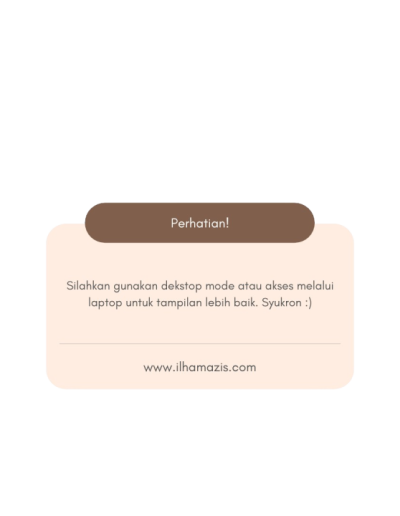 Perhatian!
Silahkan gunakan dekstop mode atau akses melalui
laptop untuk tampilan lebih baik. Syukron :)
www.ilhamazis.com